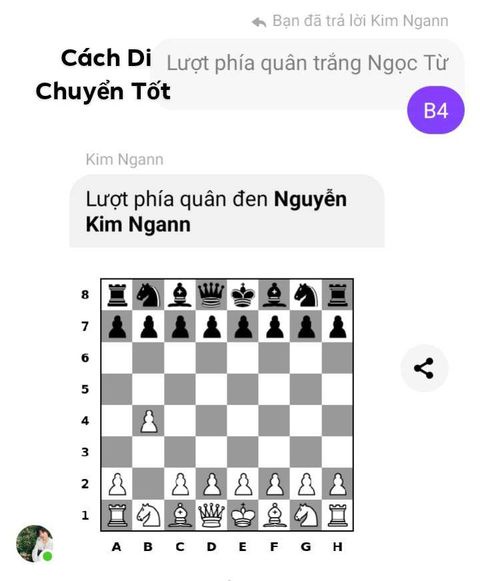 Bạn đã trả lời Kim Ngann
Cách Di
Chuyển Tốt
Lượt phía quân trắng Ngọc Từ
B4
Kim Ngann
Lượt phía quân đen Nguyễn
Kim Ngann
8
7
6
5
4
3
2
1
A B C D E F G H